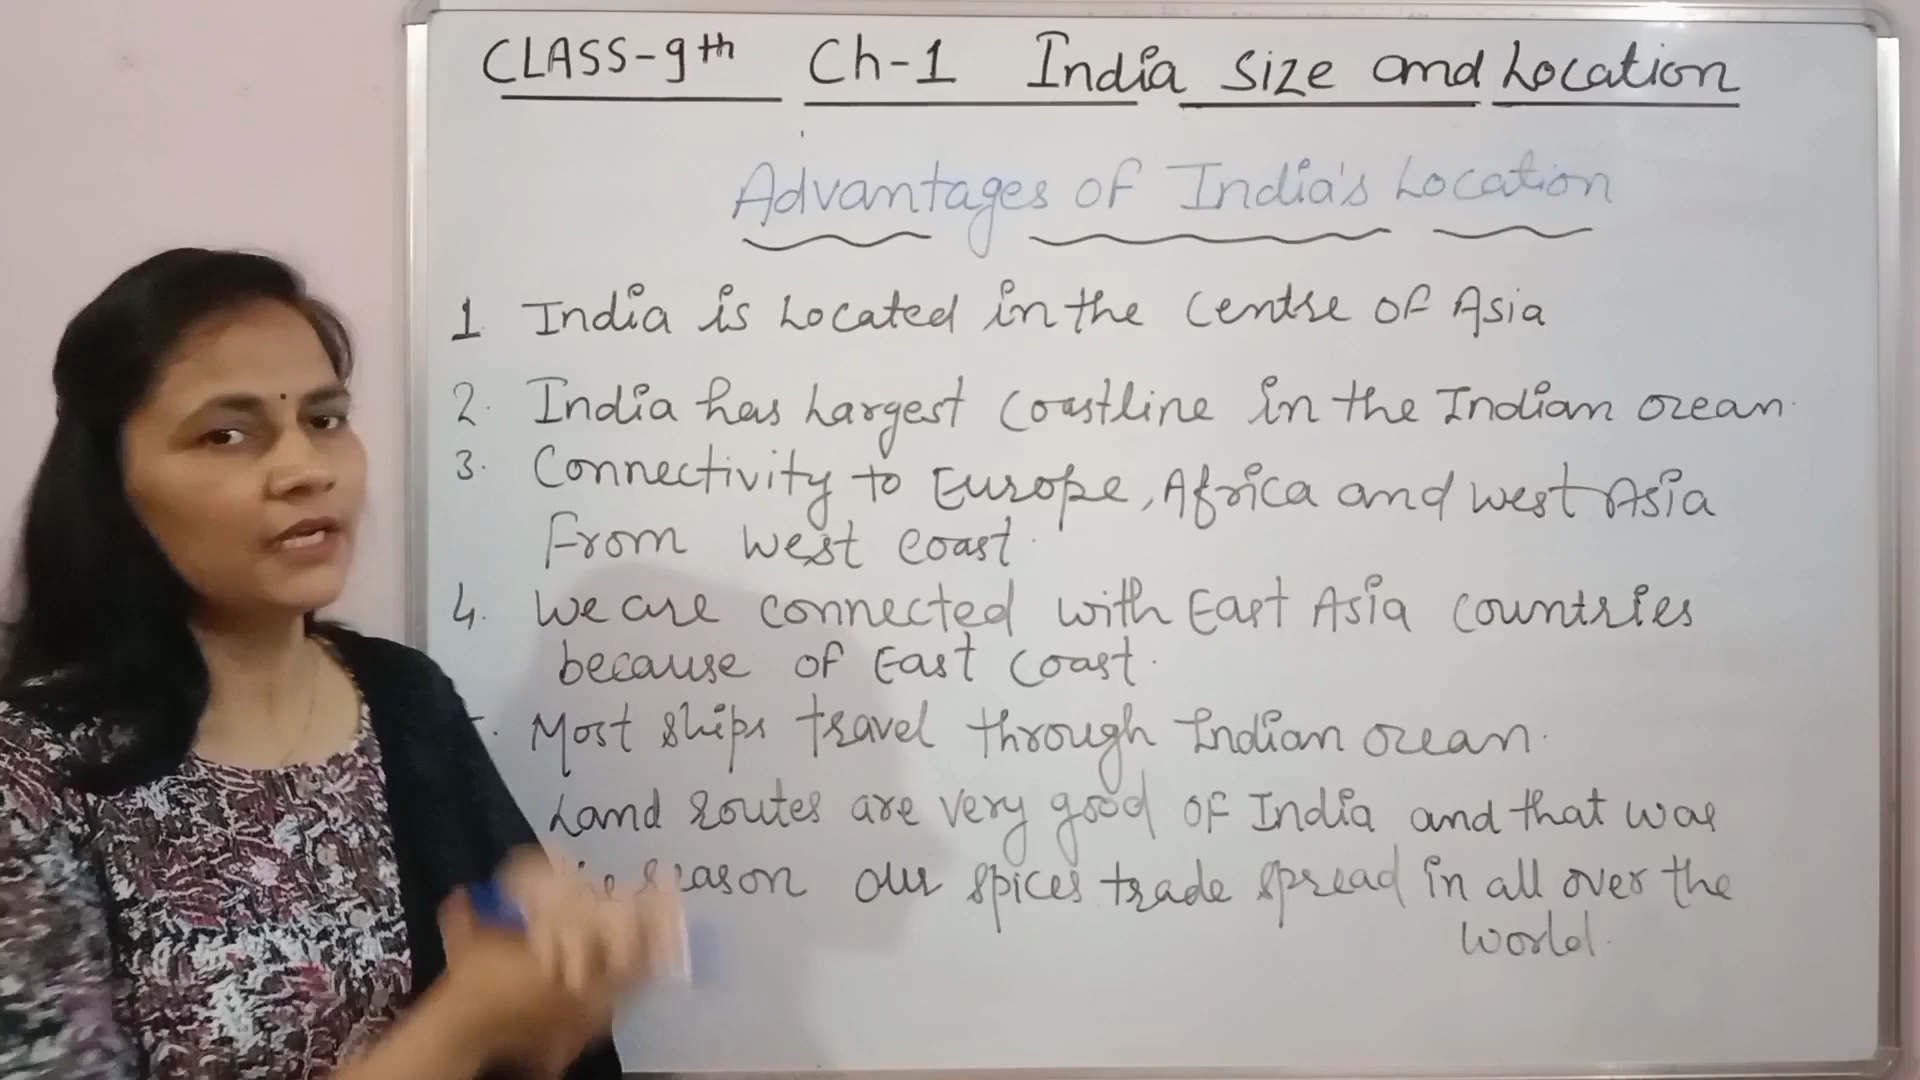 CLASS-9th Ch-1 India Size and Location
Advantages of India's Location
1. India is Located in the Centre of Asia
2. India has Largest Coastline in the Indian ocean.
3. Connectivity to Europe, Africa and west Asia
From west coast.
4. We are connected with East Asia Countries
because of East Coast.
Most ships travel through Indian ocean.
Land routes are very good of India and that was
the reason our spices trade spread in all over the
world.